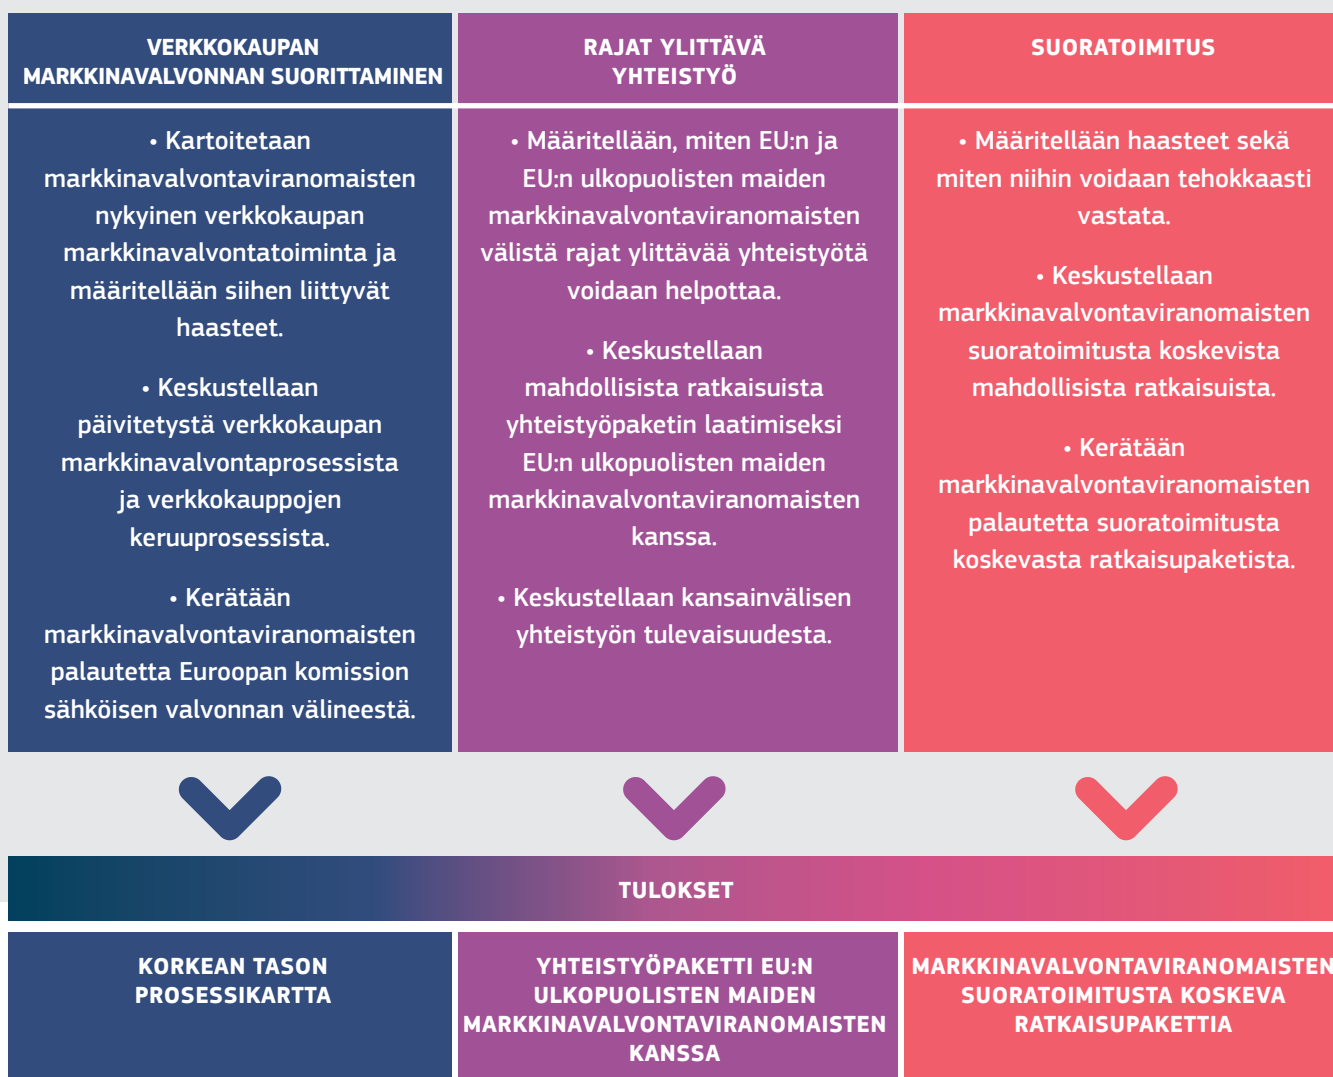 VERKKOKAUPAN
MARKKINAVALVONNAN SUORITTAMINEN
• Kartoitetaan
markkinavalvontaviranomaisten
nykyinen verkkokaupan
markkinavalvontatoiminta ja
määritellään siihen liittyvät
haasteet.
• Keskustellaan
päivitetystä verkkokaupan
markkinavalvontaprosessista
ja verkkokauppojen
keruuprosessista.
• Kerätään
markkinavalvontaviranomaisten
palautetta Euroopan komission
sähköisen valvonnan välineestä.
RAJAT YLITTÄVÄ
YHTEISTYÖ
• Määritellään, miten EU:n ja
EU:n ulkopuolisten maiden
markkinavalvontaviranomaisten
välistä rajat ylittävää yhteistyötä
voidaan helpottaa.
• Keskustellaan
mahdollisista ratkaisuista
yhteistyöpaketin laatimiseksi
EU:n ulkopuolisten maiden
markkinavalvontaviranomaisten
kanssa.
• Keskustellaan kansainvälisen
yhteistyön tulevaisuudesta.
SUORATOIMITUS
• Määritellään haasteet sekä
miten niihin voidaan tehokkaasti
vastata.
• Keskustellaan
markkinavalvontaviranomaisten
suoratoimitusta koskevista
mahdollisista ratkaisuista.
• Kerätään
markkinavalvontaviranomaisten
palautetta suoratoimitusta
koskevasta ratkaisupaketista.
TULOKSET
KORKEAN TASON
PROSESSIKARTTA
YHTEISTYÖPAKETTI EU:N
ULKOPUOLISTEN MAIDEN
MARKKINAVALVONTAVIRANOMAISTEN
KANSSA
MARKKINAVALVONTAVIRANOMAISTEN
SUORATOIMITUSTA KOSKEVA
RATKAISUPAKETTIA